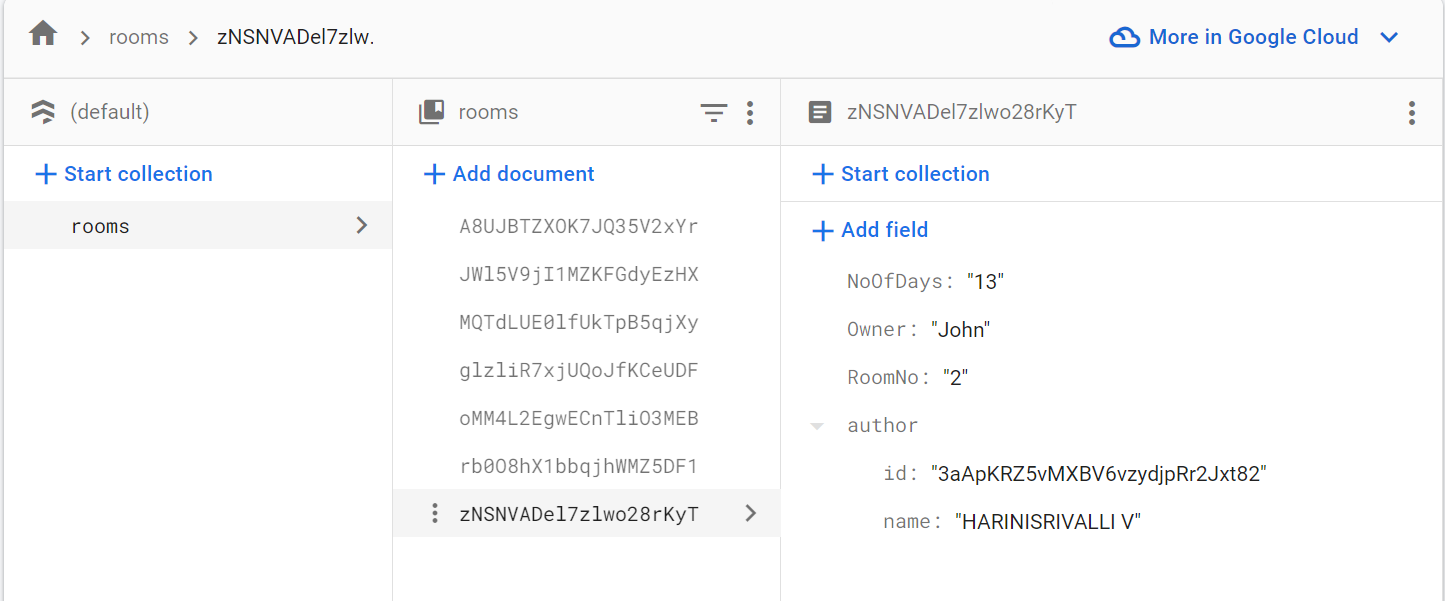 rooms
zNSNVADel7zlw.
More in Google Cloud
(default)
rooms
zNSNVADel7zlwo28rKyT
Start collection
Add document
Start collection
rooms
A8UJBTZXOK7JQ35V2xYr
JWl5V9jI1MZKFGdyEzHX
MQTdLUE0lfUkTpB5qjXy
glzliR7xjUQoJfKCeUDF
oMM4L2EgwECnTliO3MEB
rb0O8hX1bbqjhWMZ5DF1
zNSNVADel7zlwo28rKyT
Add field
NoOfDays: "13"
Owner: "John"
RoomNo: "2"
author
id: "3aApKRZ5vMXBV6vzydjpRr2Jxt82"
name: "HARINISRIVALLI V"